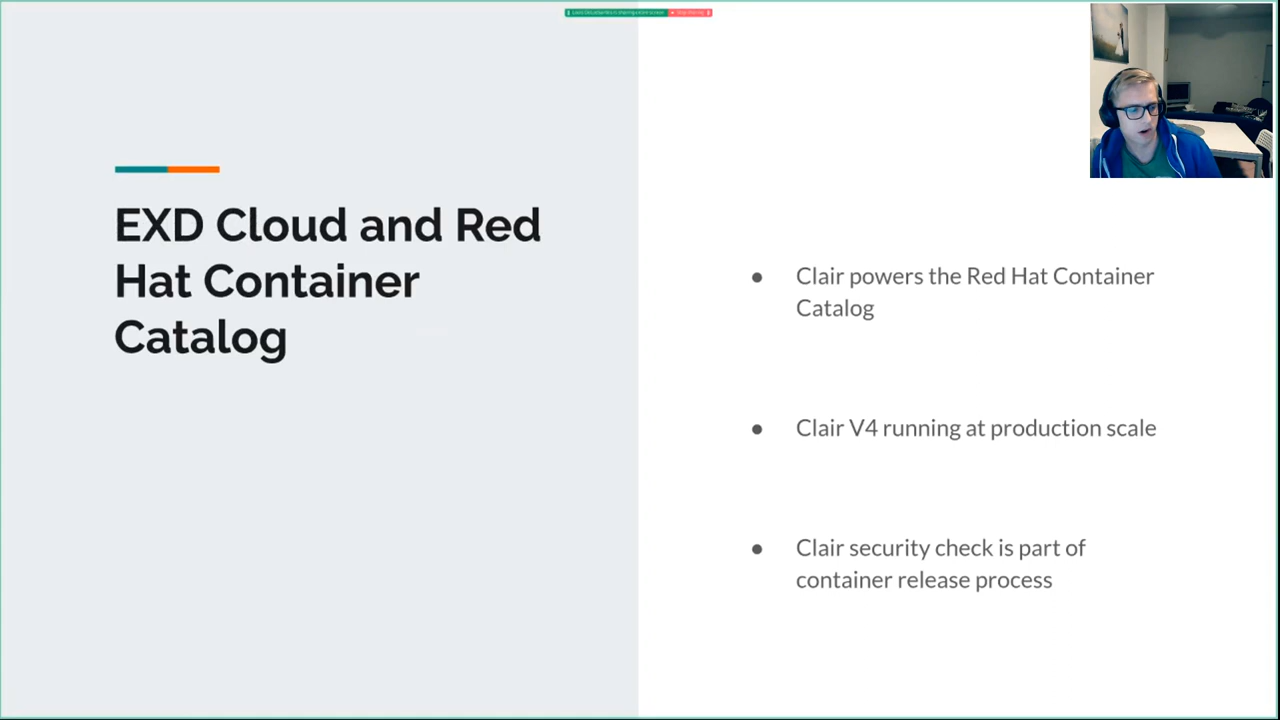 EXD Cloud and Red
Hat Container
Catalog
● Clair powers the Red Hat Container
Catalog
● Clair V4 running at production scale
● Clair security check is part of
container release process